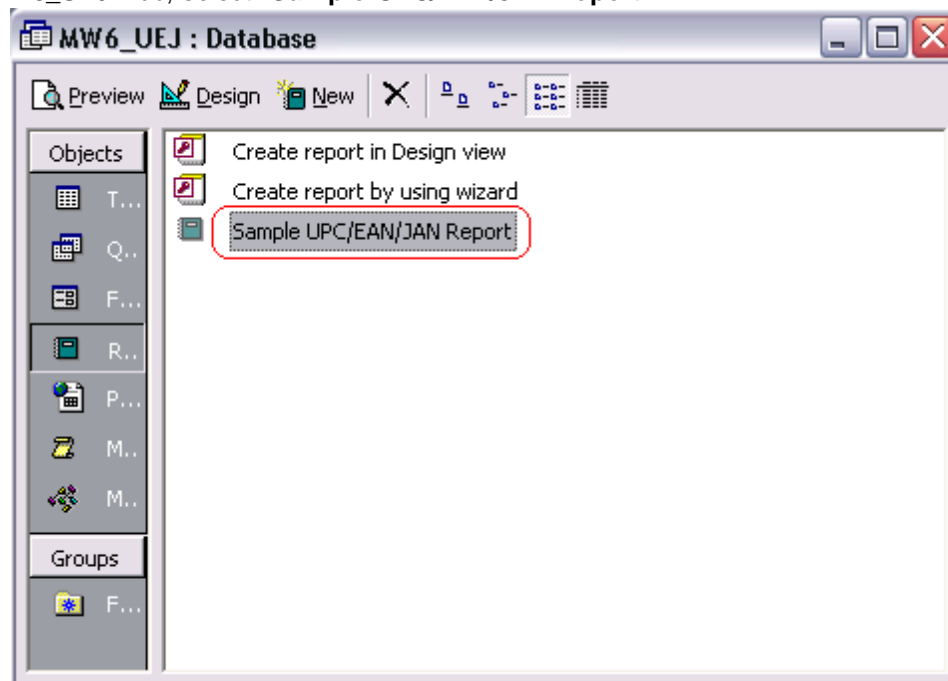 MW6_UEJ : Database
Preview Design New
Objects
Create report in Design view
T...
Create report by using wizard
Sample UPC/EAN/JAN Report
Q..
F...
R..
P...
M..
M..
Groups
F...